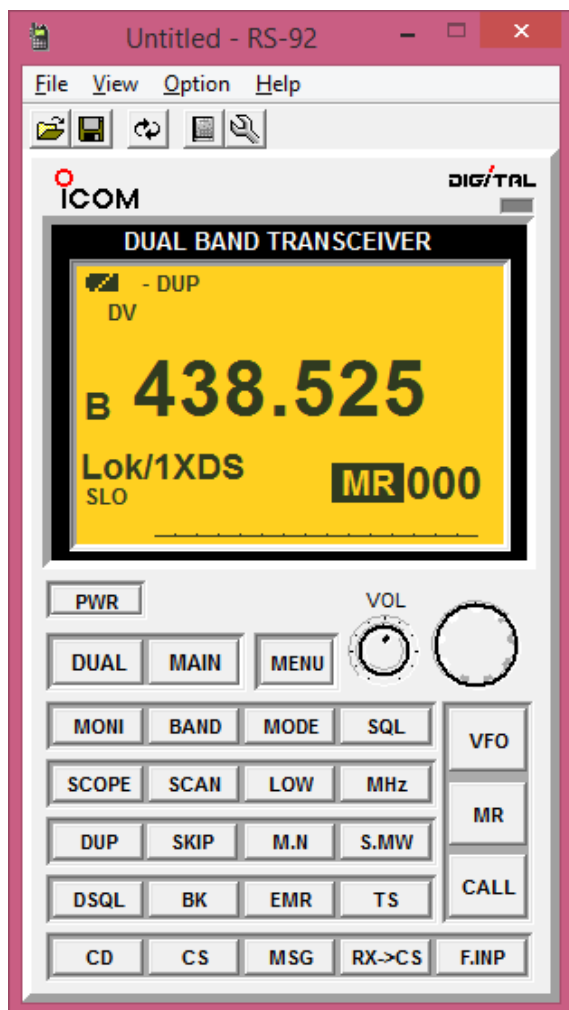 Untitled - RS-92
File View Option Help
ICOM DIGITAL
DUAL BAND TRANSCEIVER
- DUP
DV
B 438.525
Lok/1XDS MR 000
SLO
PWR VOL
DUAL MAIN MENU
MONI BAND MODE SQL VFO
SCOPE SCAN LOW MHz
MR
DUP SKIP M.N S.MW
DSQL BK EMR TS CALL
CD CS MSG RX->CS F.INP